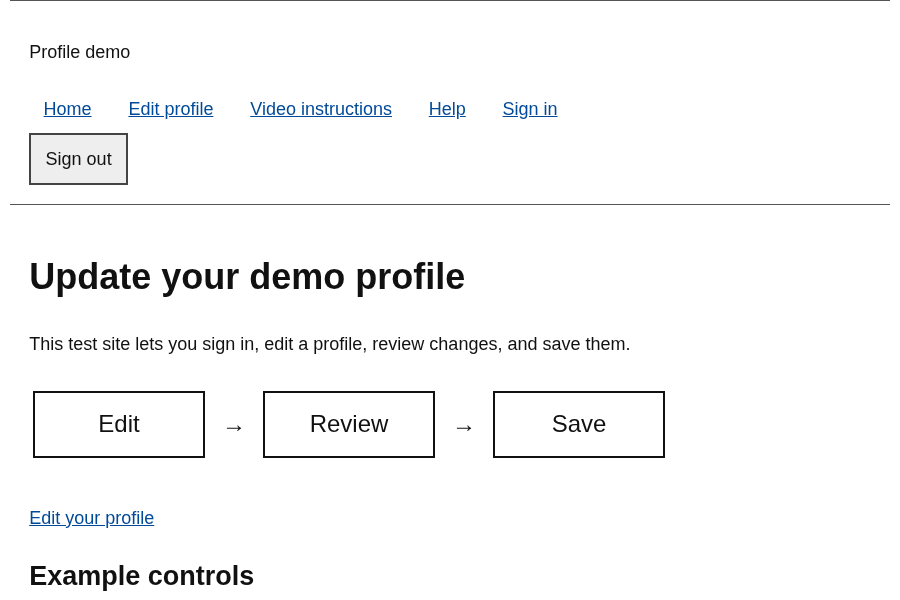 Profile demo
Home Edit profile Video instructions Help Sign in
Sign out
Update your demo profile
This test site lets you sign in, edit a profile, review changes, and save them.
Edit → Review → Save
Edit your profile
Example controls